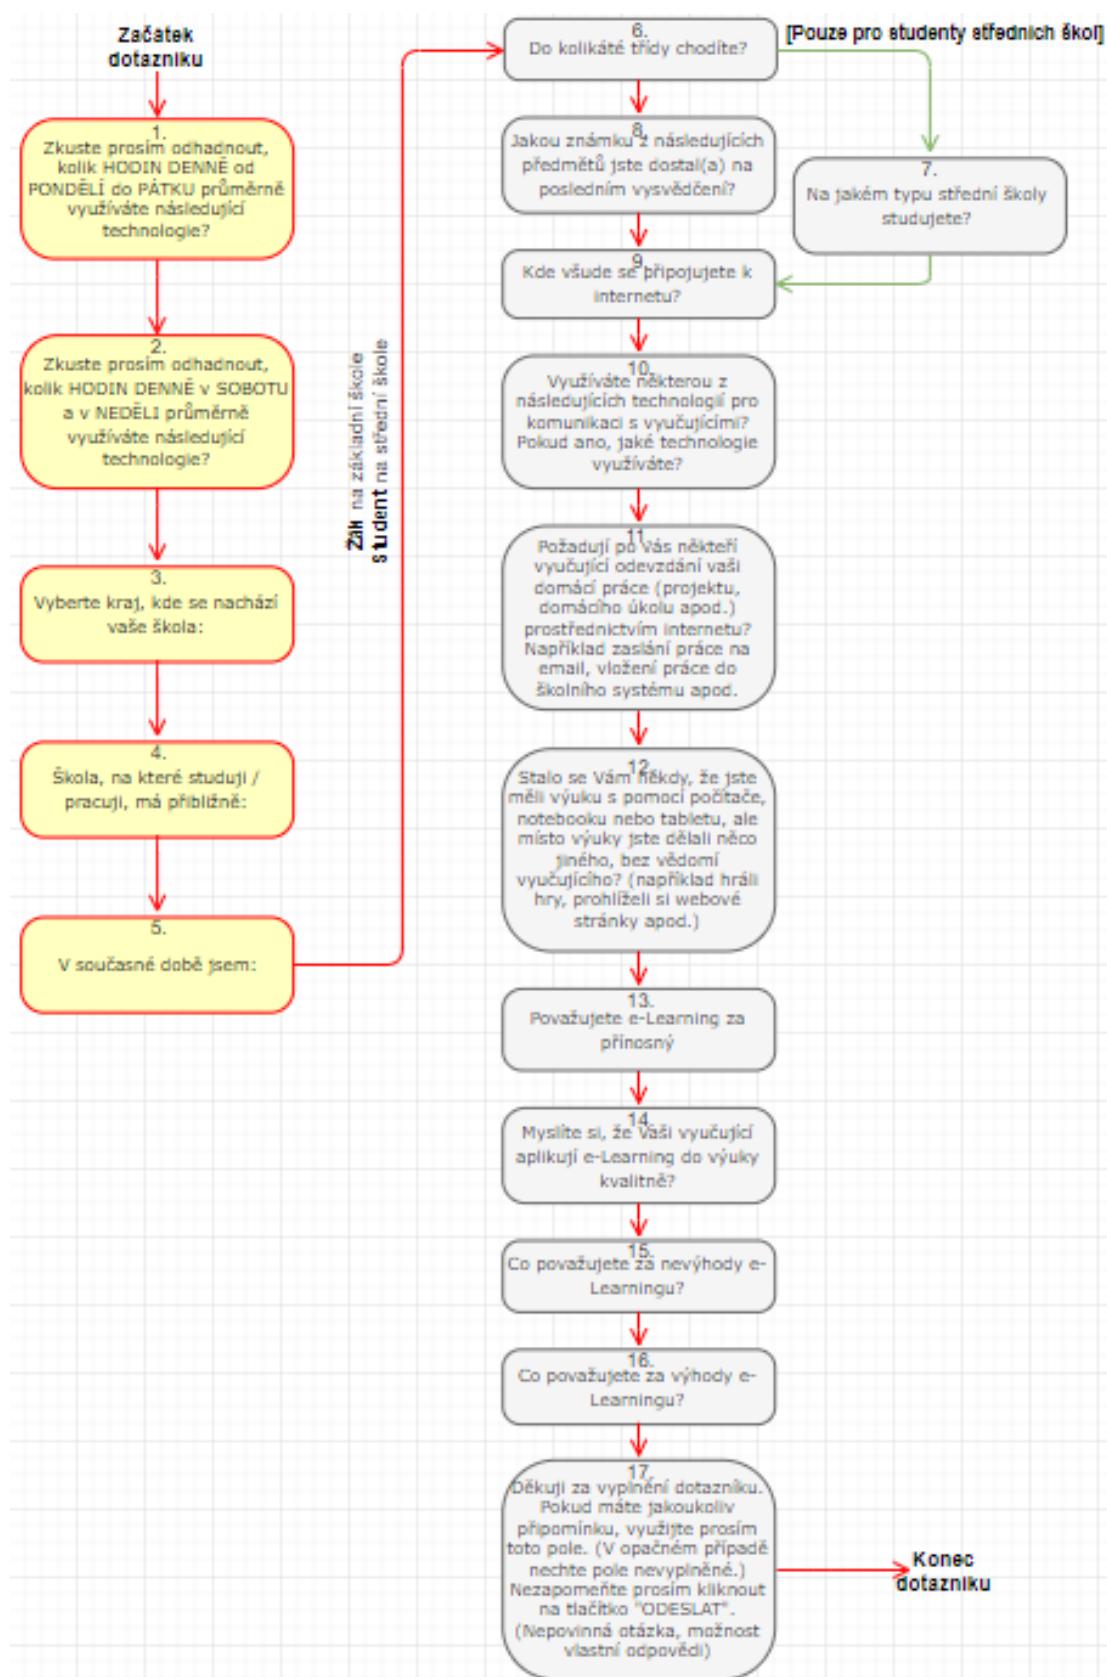 Začátek
dotazniku
1.
Zkuste prosím odhadnout,
kolik HODIN DENNĚ od
PONDĚLÍ do PÁTKU průměrně
využíváte následující
technologie?
2.
Zkuste prosím odhadnout,
kolik HODIN DENNĚ v SOBOTU
a v NEDĚLI průměrně
využíváte následující
technologie?
3.
Vyberte kraj, kde se nachází
vaše škola:
4.
Škola, na které studuji /
pracuji, má přibližně:
5.
V současné době jsem:
Žák na základní škole
Student na střední škole
6.
Do kolikáté třídy chodíte?
[Pouze pro studenty středních škol]
7.
Na jakém typu střední školy
studujete?
8.
Jakou známku z následujících
předmětů jste dostal(a) na
posledním vysvědčení?
9.
Kde všude se připojujete k
internetu?
10.
Využíváte některou z
následujících technologií pro
komunikaci s vyučujícími?
Pokud ano, jaké technologie
využíváte?
11.
Požadují po Vás někteří
vyučující odevzdání vaši
domácí práce (projektu,
domácího úkolu apod.)
prostřednictvím internetu?
Například zaslání práce na
email, vložení práce do
školního systému apod.
12.
Stalo se Vám někdy, že jste
měli výuku s pomocí počítače,
notebooku nebo tabletu, ale
místo výuky jste dělali něco
jiného, bez vědomí
vyučujícího? (například hráli
hry, prohlíželi si webové
stránky apod.)
13.
Považujete e-Learning za
přínosný
14.
Myslíte si, že Vaši vyučující
aplikují e-Learning do výuky
kvalitně?
15.
Co považujete za nevýhody e-
Learningu?
16.
Co považujete za výhody e-
Learningu?
17.
Děkuji za vyplnění dotazníku.
Pokud máte jakoukoliv
připomínku, využijte prosím
toto pole. (V opačném případě
nechte pole nevyplněné.)
Nezapomeňte prosím kliknout
na tlačítko "ODESLAT".
(Nepovinná otázka, možnost
vlastní odpovědi)
Konec
dotazniku